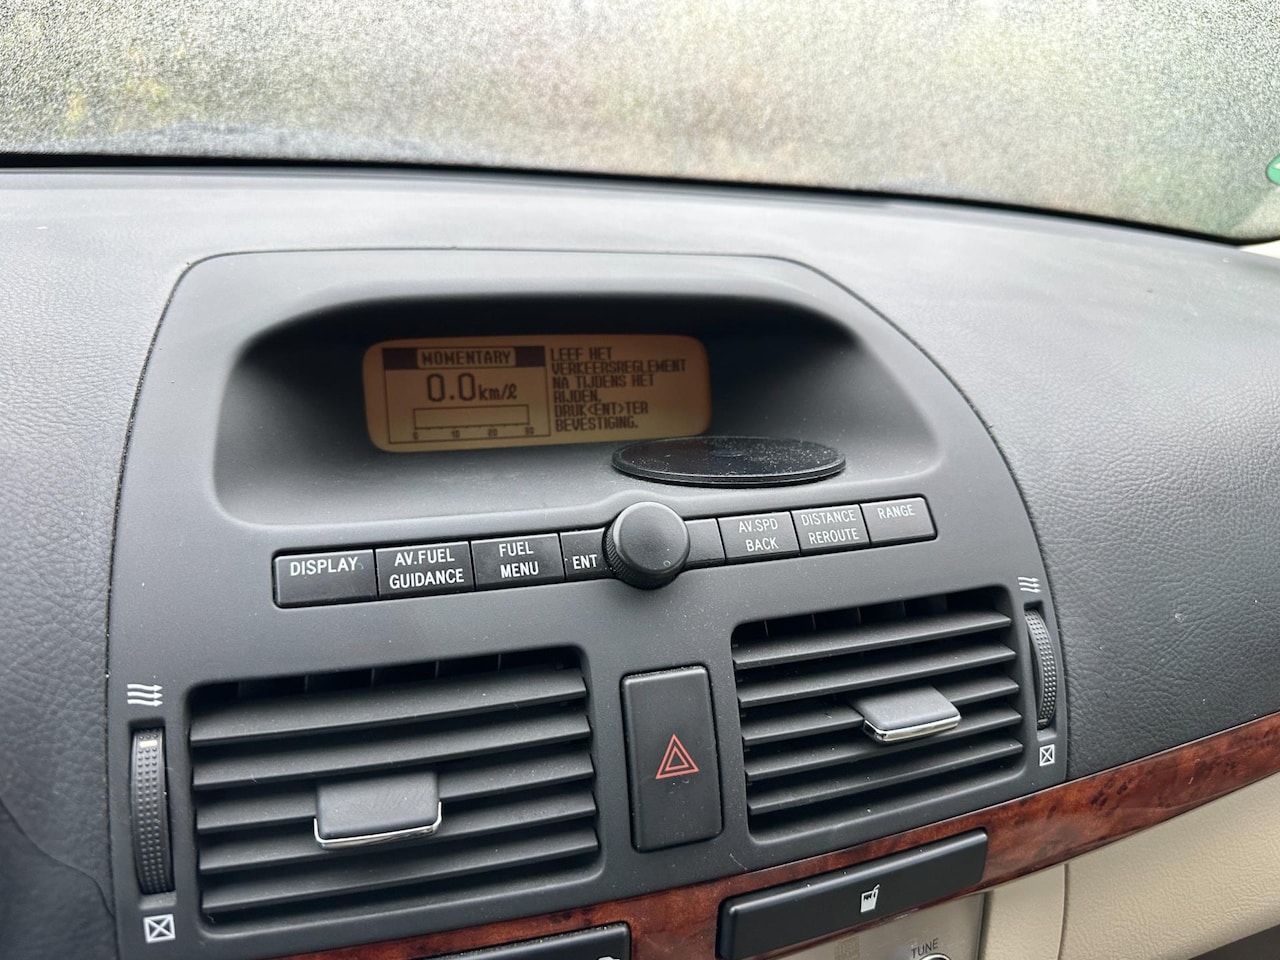 MOMENTARY
0.0km/ℓ
0 10 20 30
LEEF HET
VERKEERSREGLEMENT
NA TIJDENS HET
RIJDEN.
DRUK<ENT>TER
BEVESTIGING.
DISPLAY
AV.FUEL
GUIDANCE
FUEL
MENU
ENT
AV.SPD
BACK
DISTANCE
REROUTE
RANGE
TUNE